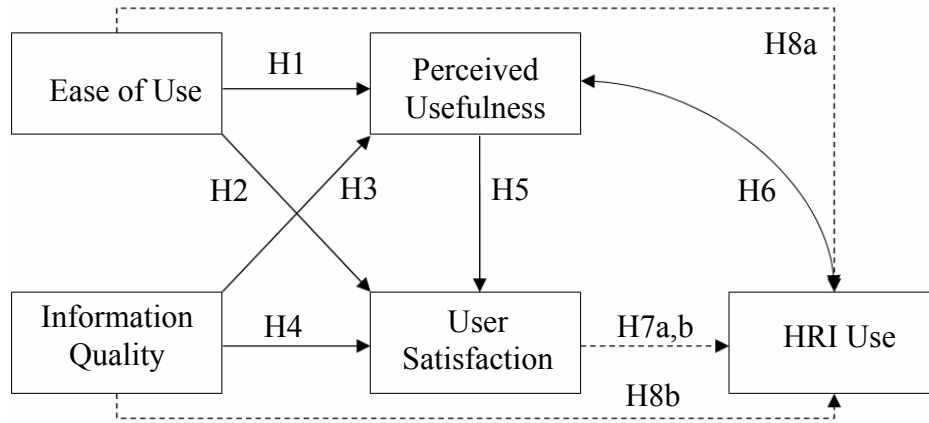 H8a
H1
Ease of Use
Perceived
Usefulness
H2
H3
H5
H6
Information
Quality
H4
User
Satisfaction
H7a,b
HRI Use
H8b